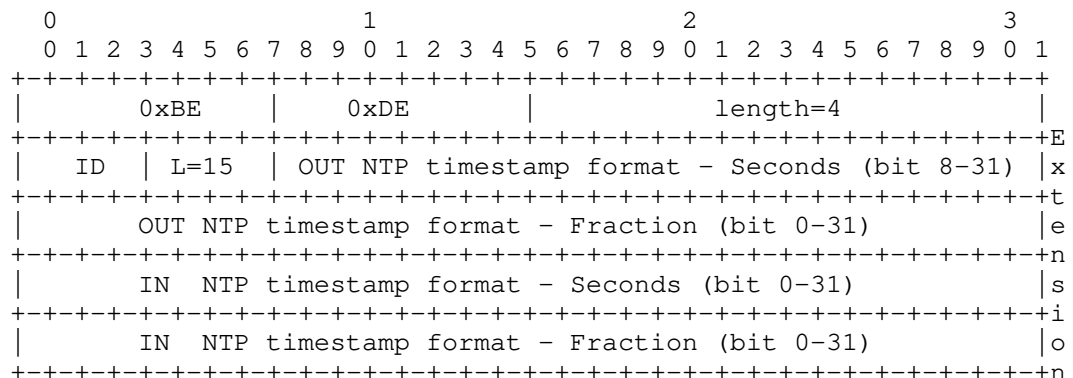 0                   1                   2                   3
0 1 2 3 4 5 6 7 8 9 0 1 2 3 4 5 6 7 8 9 0 1 2 3 4 5 6 7 8 9 0 1
+-+-+-+-+-+-+-+-+-+-+-+-+-+-+-+-+-+-+-+-+-+-+-+-+-+-+-+-+-+-+-+-+
|       0xBE    |    0xDE       |           length=4            |
+-+-+-+-+-+-+-+-+-+-+-+-+-+-+-+-+-+-+-+-+-+-+-+-+-+-+-+-+-+-+-+-+E
|   ID  | L=15  | OUT NTP timestamp format - Seconds (bit 8-31) |x
+-+-+-+-+-+-+-+-+-+-+-+-+-+-+-+-+-+-+-+-+-+-+-+-+-+-+-+-+-+-+-+-+t
|       OUT NTP timestamp format - Fraction (bit 0-31)          |e
+-+-+-+-+-+-+-+-+-+-+-+-+-+-+-+-+-+-+-+-+-+-+-+-+-+-+-+-+-+-+-+-+n
|       IN  NTP timestamp format - Seconds (bit 0-31)           |s
+-+-+-+-+-+-+-+-+-+-+-+-+-+-+-+-+-+-+-+-+-+-+-+-+-+-+-+-+-+-+-+-+i
|       IN  NTP timestamp format - Fraction (bit 0-31)          |o
+-+-+-+-+-+-+-+-+-+-+-+-+-+-+-+-+-+-+-+-+-+-+-+-+-+-+-+-+-+-+-+-+n